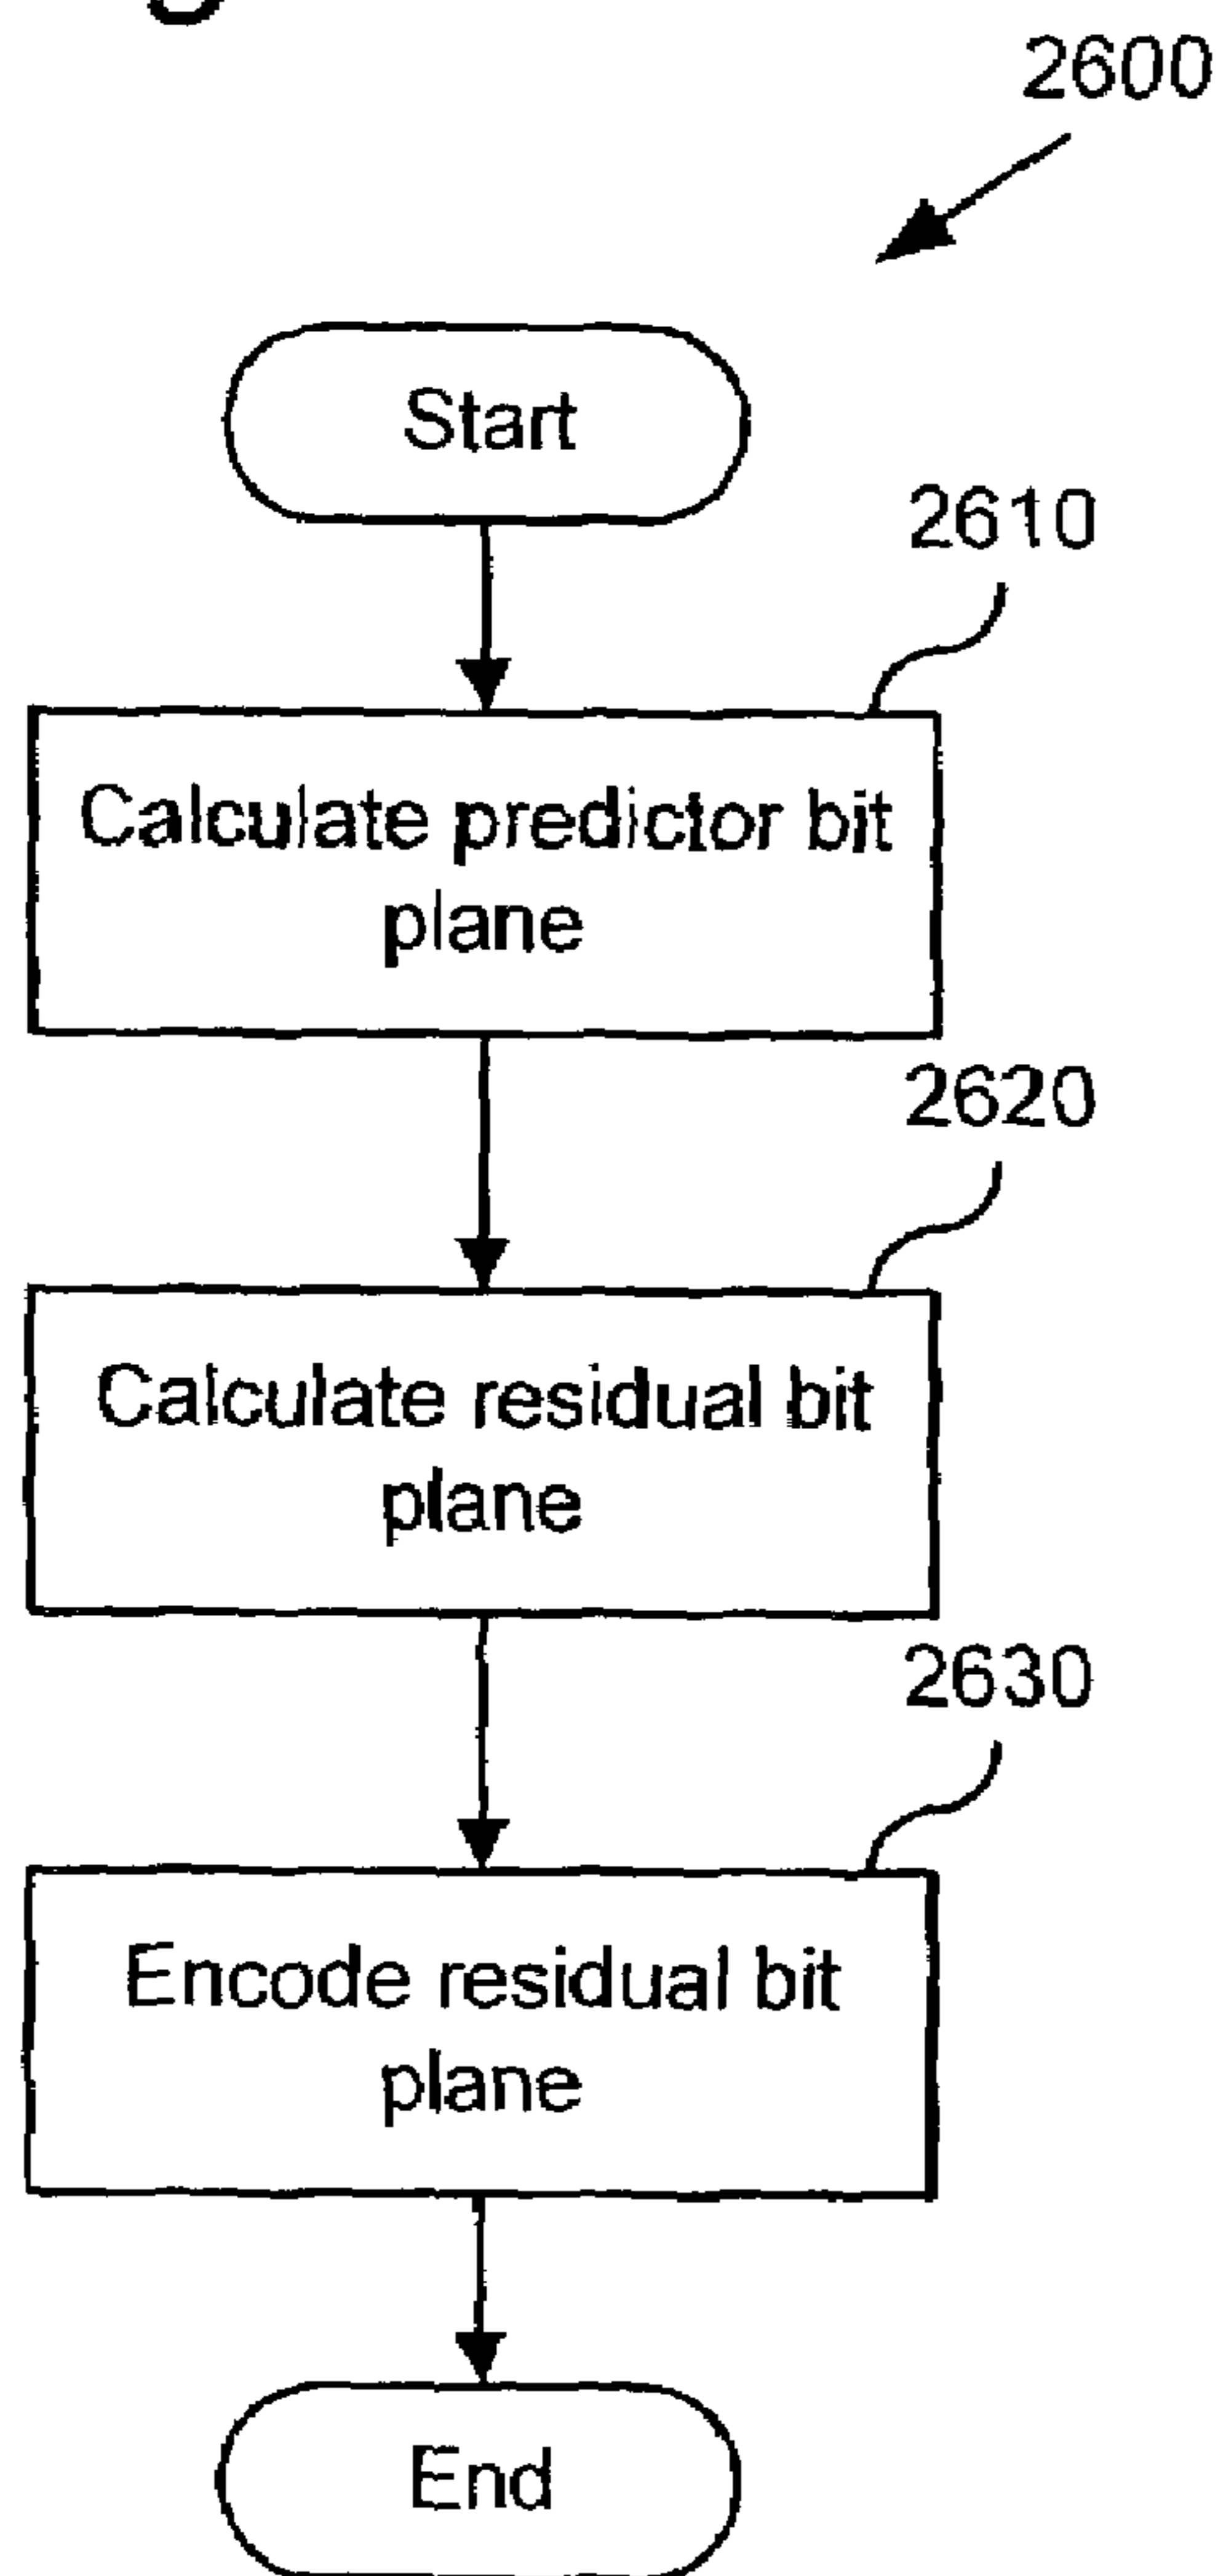 2600
Start
2610
Calculate predictor bit
plane
2620
Calculate residual bit
plane
2630
Encode residual bit
plane
End